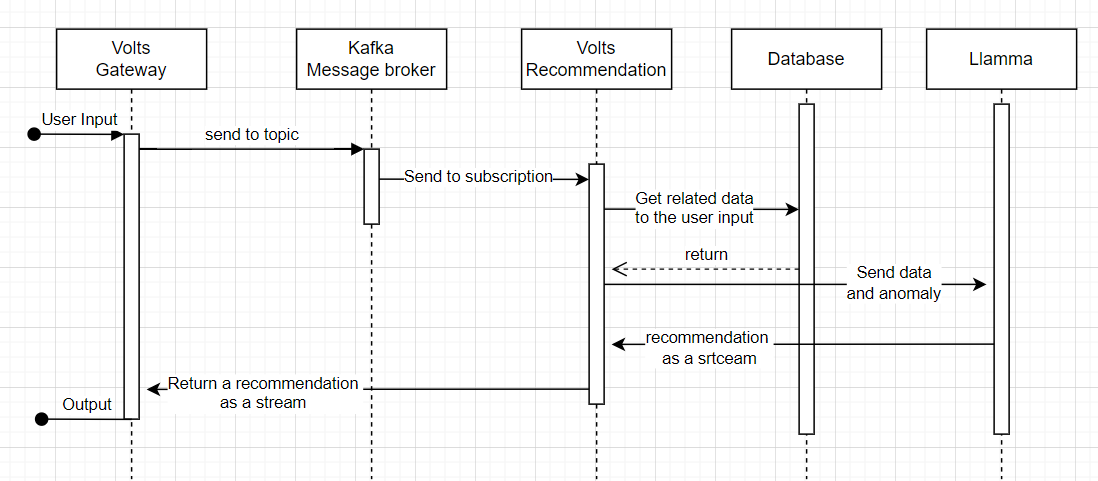 Volts
Gateway
Kafka
Message broker
Volts
Recommendation
Database
Llamma
User Input
send to topic
Send to subscription
Get related data
to the user input
return
Send data
and anomaly
recommendation
as a srtceam
Return a recommendation
as a stream
Output